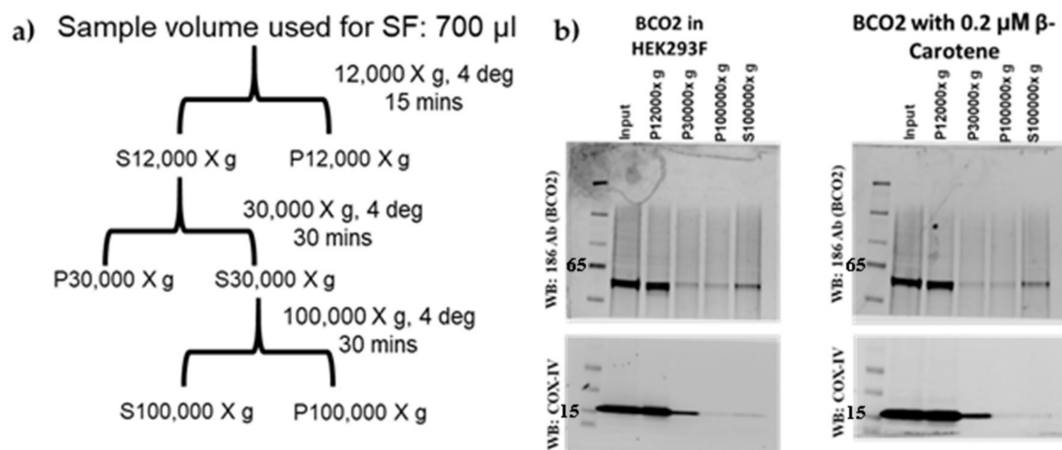 a)
Sample volume used for SF: 700 µl
12,000 X g, 4 deg
15 mins
S12,000 X g
P12,000 X g
30,000 X g, 4 deg
30 mins
P30,000 X g
S30,000 X g
100,000 X g, 4 deg
30 mins
S100,000 X g
P100,000 X g
b)
BCO2 in
HEK293F
Input
P12000x g
P30000x g
P100000x g
S100000x g
WB: 186 Ab (BCO2)
65
WB: COX-IV
15
BCO2 with 0.2 µM β-
Carotene
Input
P12000x g
P30000x g
P100000x g
S100000x g
WB: 186 Ab (BCO2)
65
WB: COX-IV
15